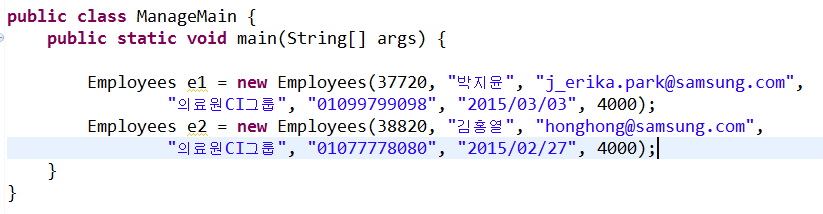 public class ManageMain {
public static void main(String[] args) {
Employees e1 = new Employees(37720, "박지윤", "j_erika.park@samsung.com",
"의료원CI그룹", "01099799098", "2015/03/03", 4000);
Employees e2 = new Employees(38820, "김홍열", "honghong@samsung.com",
"의료원CI그룹", "01077778080", "2015/02/27", 4000);
}
}